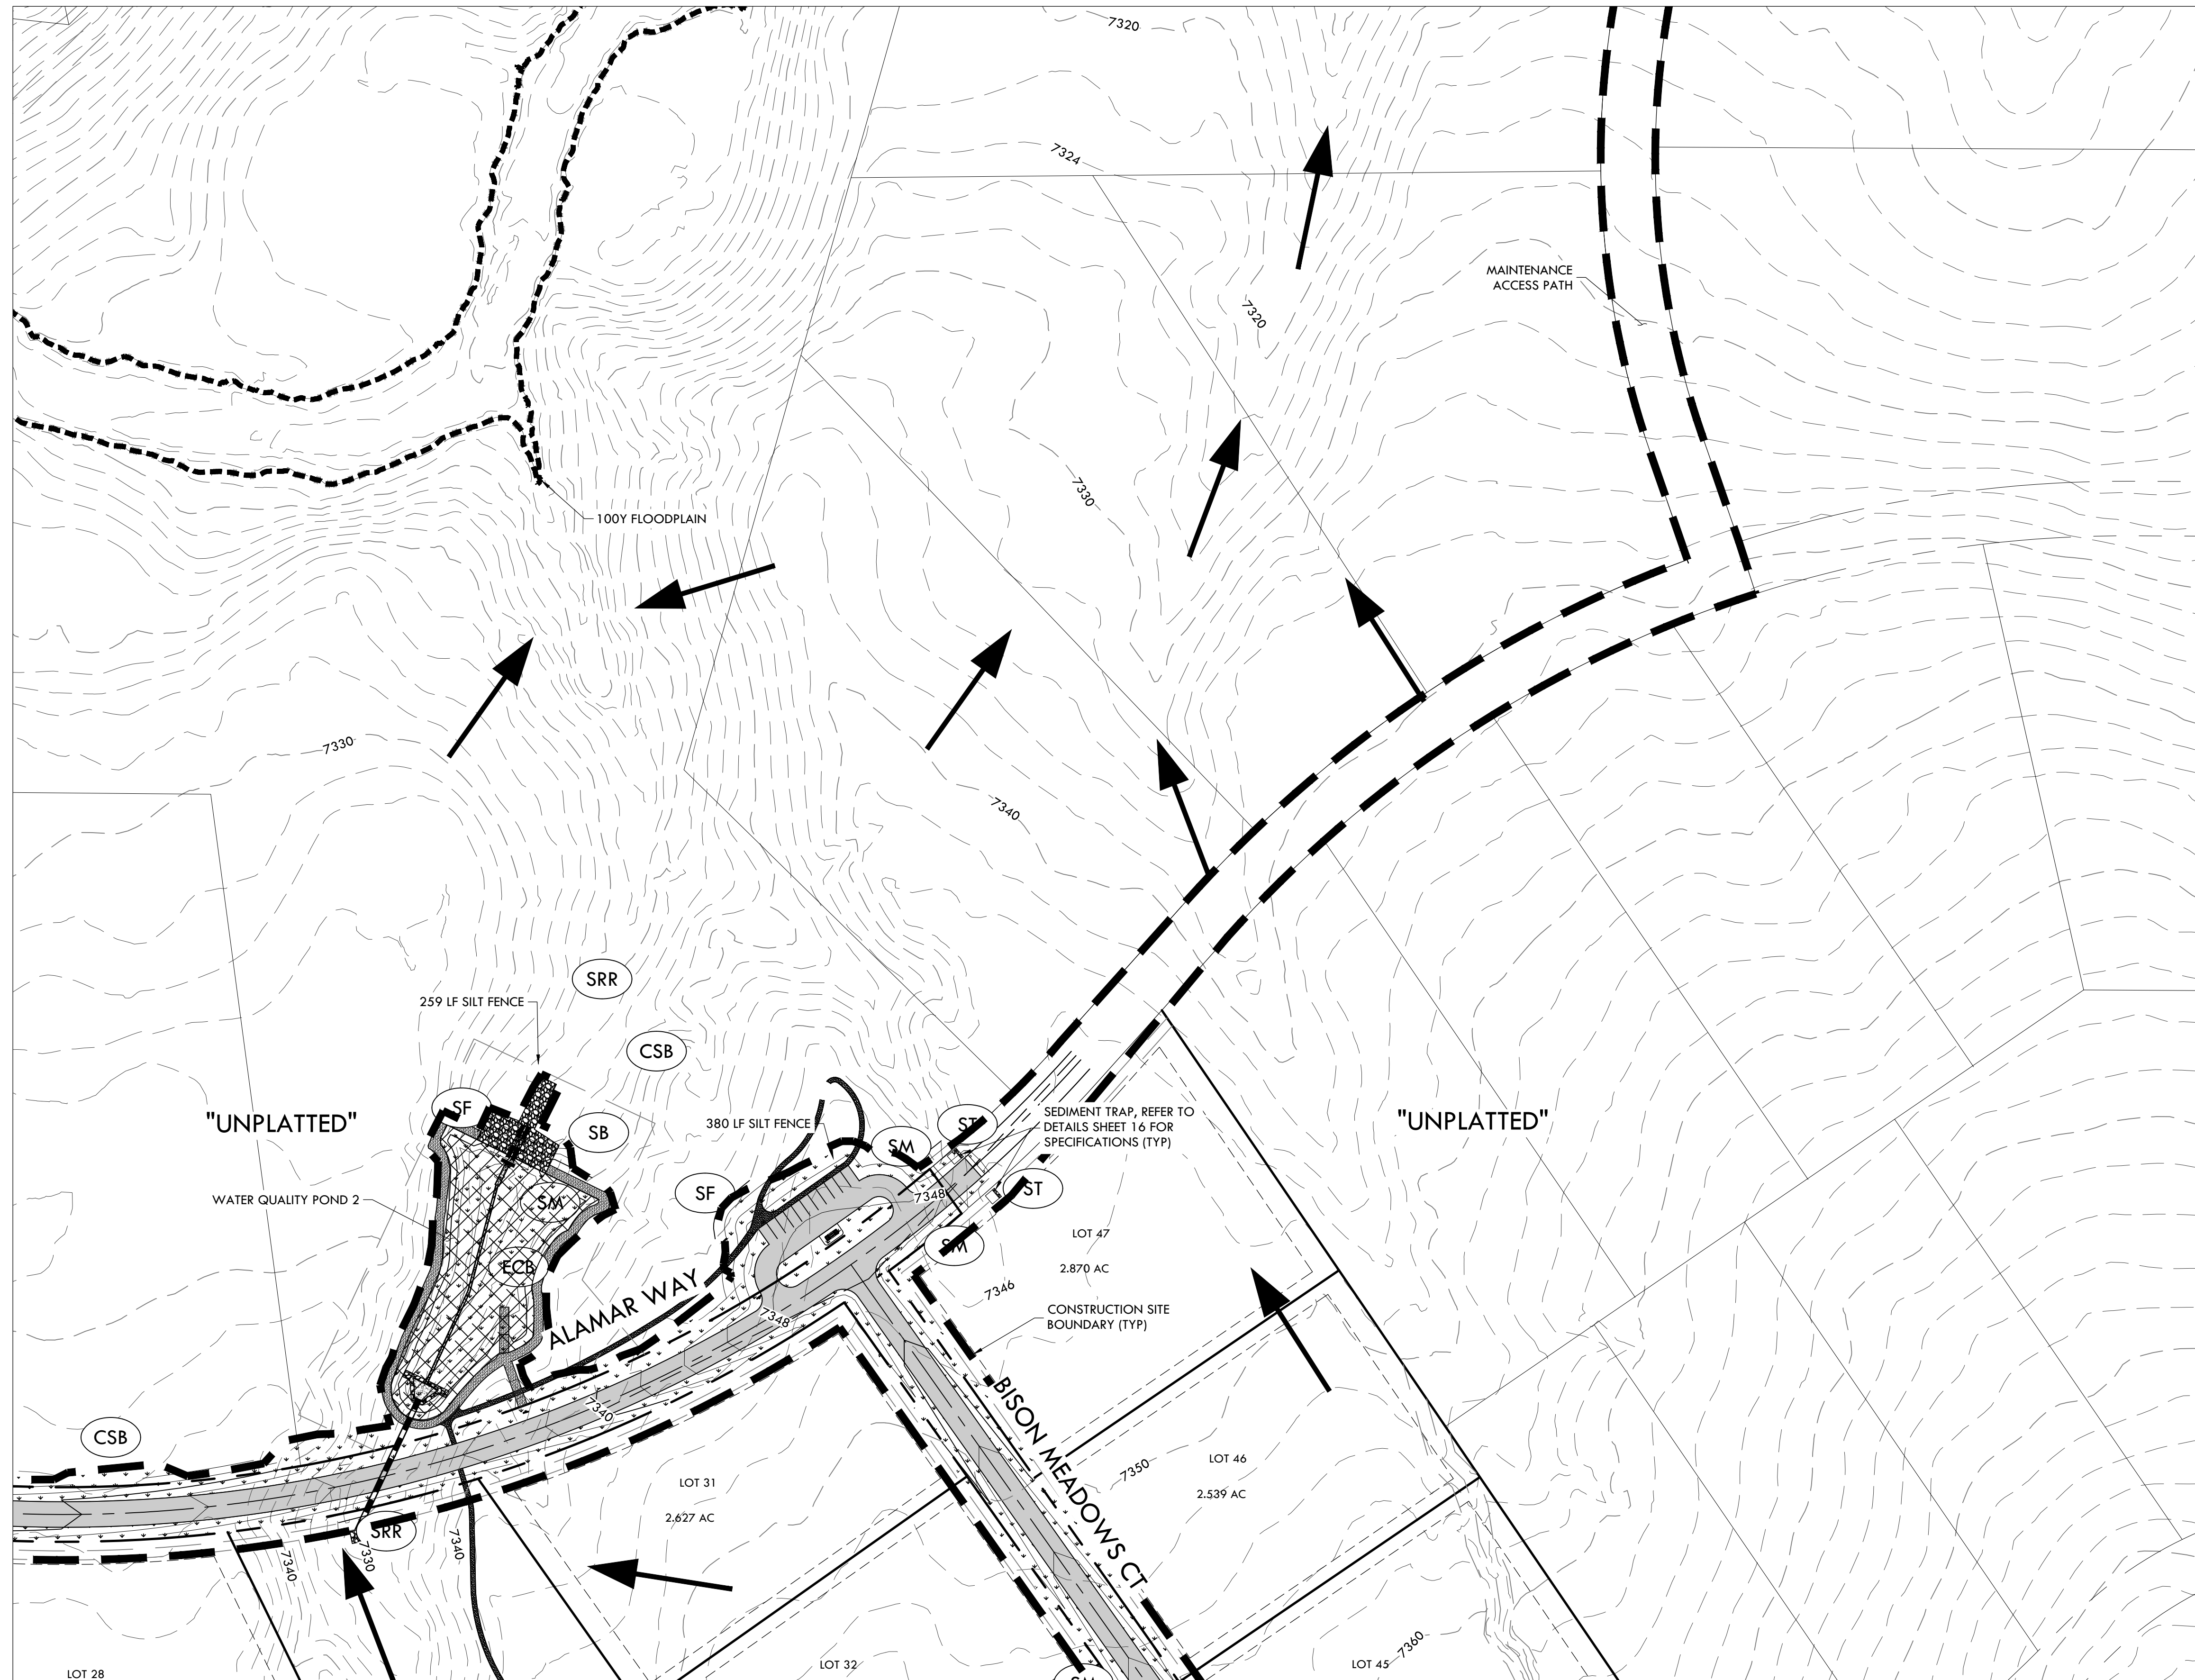 7320
7324
MAINTENANCE
ACCESS PATH
7320
7330
100Y FLOODPLAIN
7330
7340
SRR
259 LF SILT FENCE
CSB
SF
"UNPLATTED"
SB
380 LF SILT FENCE
ST
SM
SEDIMENT TRAP, REFER TO
DETAILS SHEET 16 FOR
SPECIFICATIONS (TYP)
"UNPLATTED"
WATER QUALITY POND 2
SM
SF
7348
ST
LOT 47
SM
2.870 AC
ECB
7346
ALAMAR WAY
CONSTRUCTION SITE
BOUNDARY (TYP)
7348
BISON MEADOWS CT
7340
CSB
LOT 31
LOT 46
7350
2.539 AC
2.627 AC
SRR
7340
7330
7340
7360
LOT 28
LOT 32
LOT 45
SM